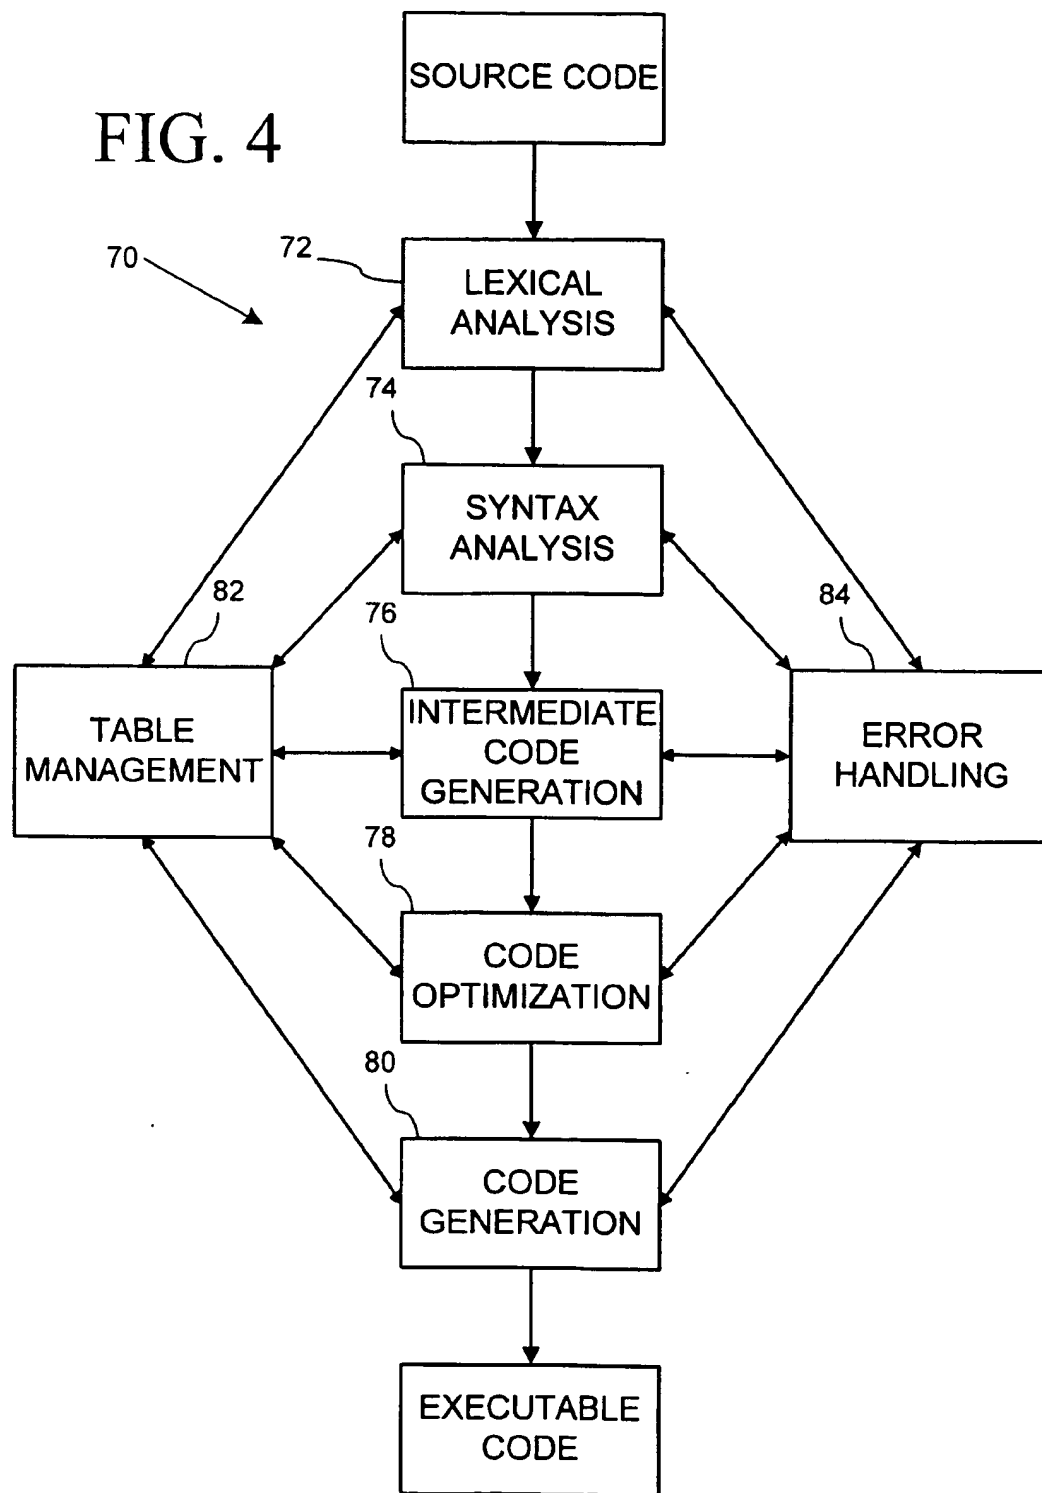 SOURCE CODE
FIG. 4
70
72
LEXICAL
ANALYSIS
74
SYNTAX
ANALYSIS
82
76
84
TABLE
MANAGEMENT
INTERMEDIATE
CODE
GENERATION
ERROR
HANDLING
78
CODE
OPTIMIZATION
80
CODE
GENERATION
EXECUTABLE
CODE